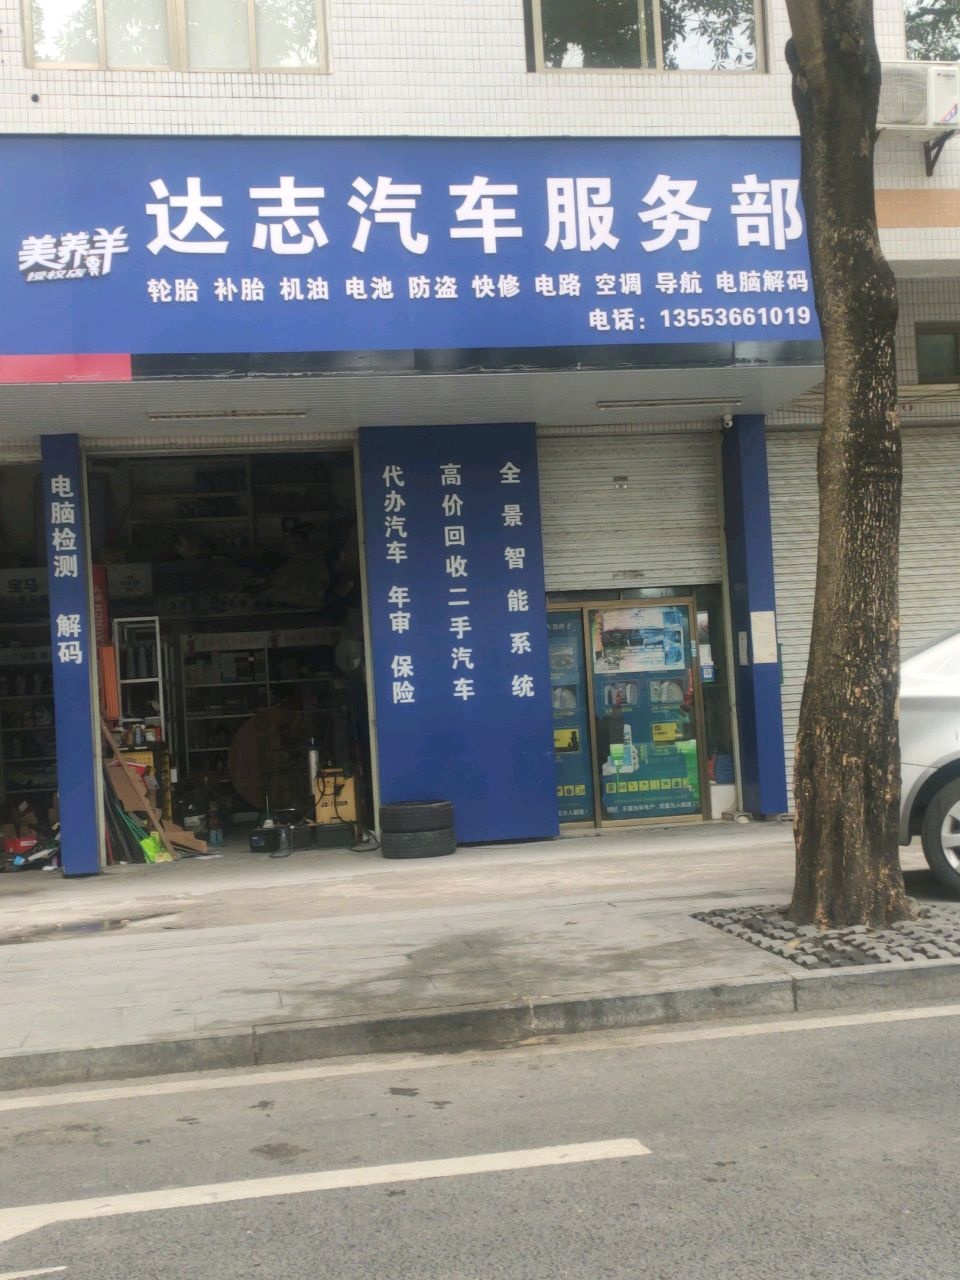 达志汽车服务部
美养羊
授权店
轮胎 补胎 机油 电池 防盗 快修 电路 空调 导航 电脑解码
电话：13553661019
电脑检测 解码
代办汽车 年审 保险
高价回收二手汽车
全景智能系统
宝马